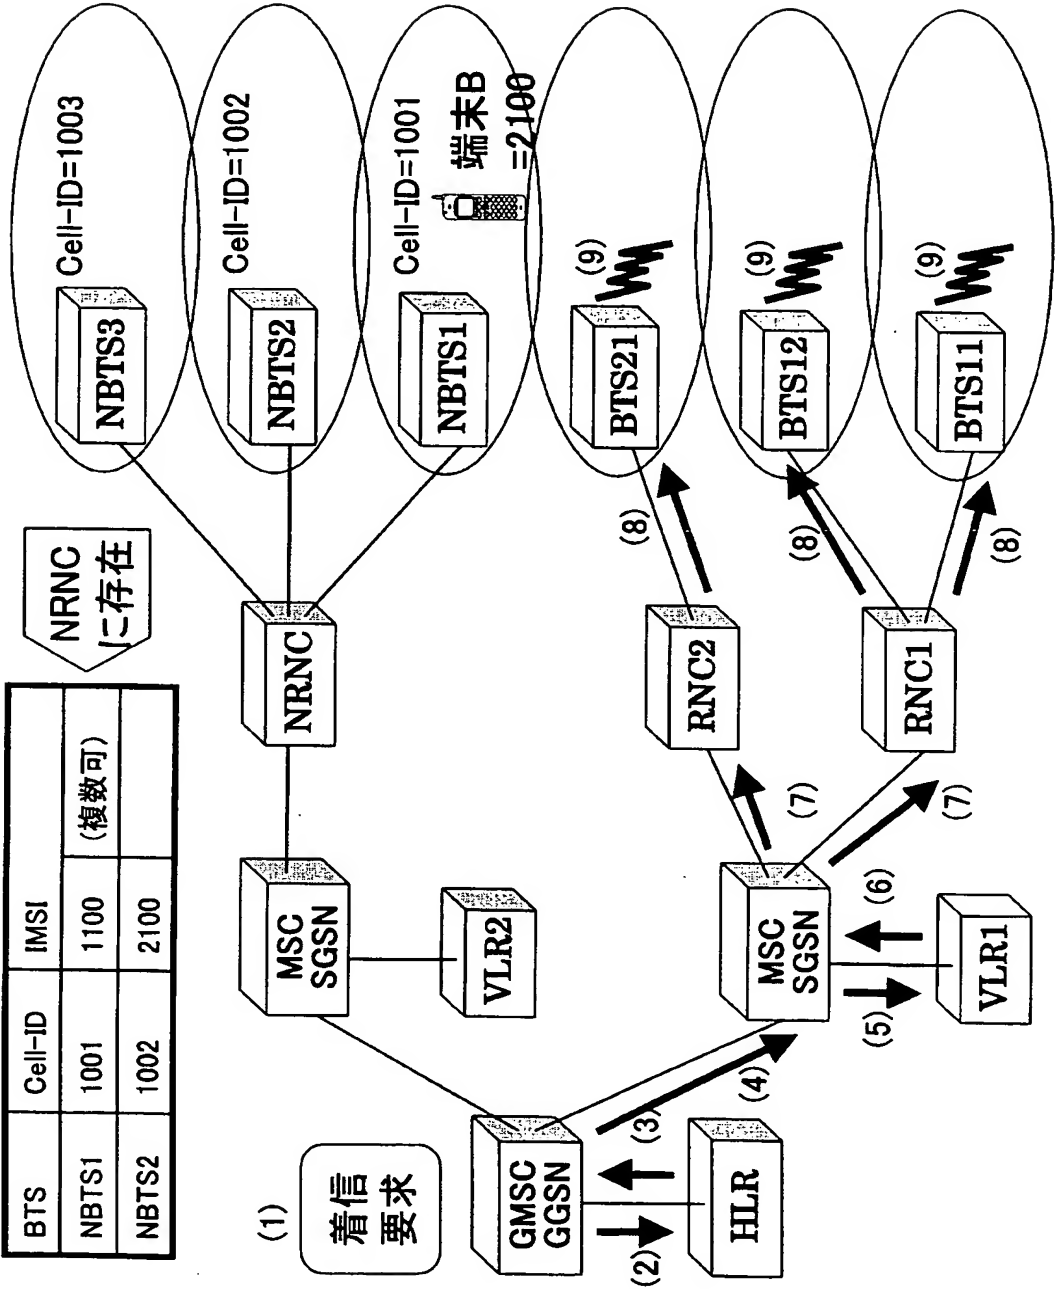 BTS Cell-ID IMSI
NBTS1 1001 1100 (複数可)
NBTS2 1002 2100
NRNC
に存在
(1)
着信
要求
GMSC
GGSN
(2)
(3)
HLR
(4)
MSC
SGSN
VLR2
MSC
SGSN
(5)
(6)
VLR1
NRNC
(7)
(7)
RNC2
RNC1
(8)
(8)
(8)
NBTS3
Cell-ID=1003
NBTS2
Cell-ID=1002
NBTS1
Cell-ID=1001
端末B
=2100
BTS21
(9)
BTS12
(9)
BTS11
(9)